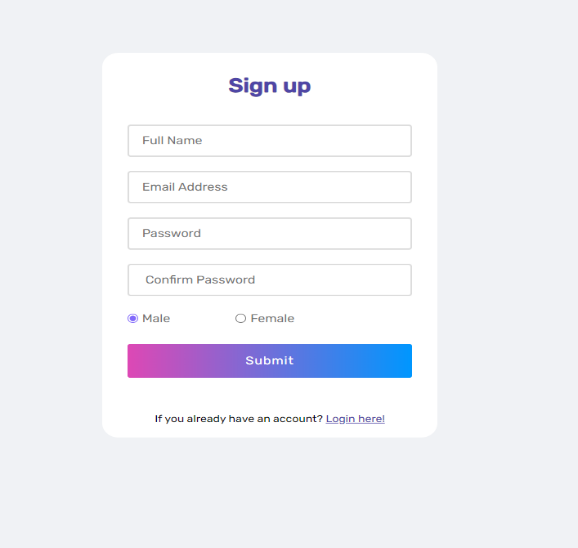 Sign up
Full Name
Email Address
Password
Confirm Password
Male Female
Submit
If you already have an account? Login here!